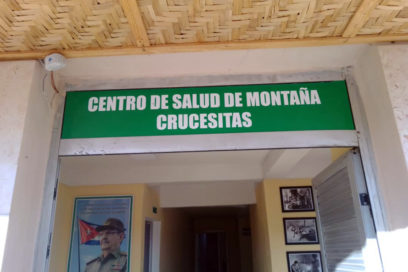 CENTRO DE SALUD DE MONTAÑA
CRUCESITAS